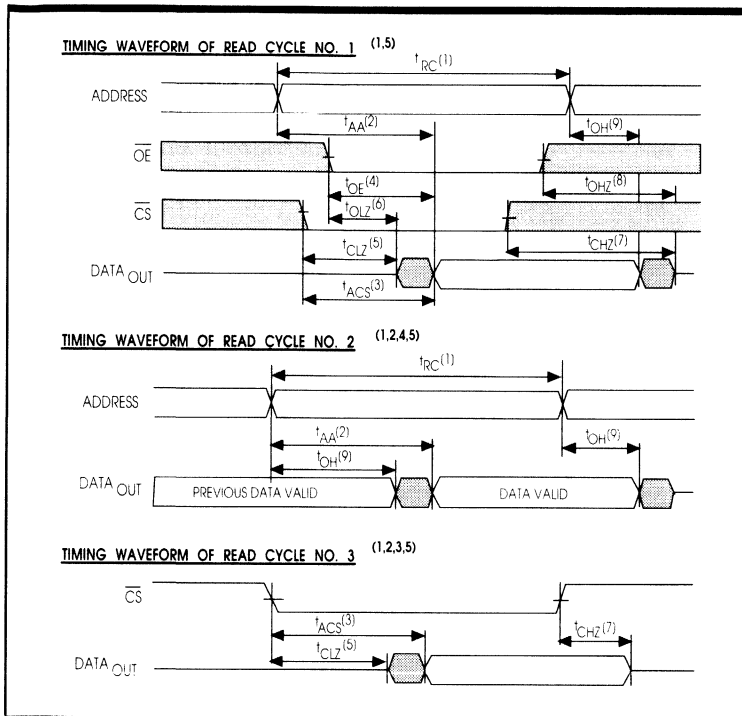 TIMING WAVEFORM OF READ CYCLE NO. 1 (1,5)
tRC(1)
ADDRESS
tAA(2)
tOH(9)
OE
tOE(4)
tOHZ(8)
tOLZ(6)
CS
tCLZ(5)
tCHZ(7)
DATA OUT
tACS(3)
TIMING WAVEFORM OF READ CYCLE NO. 2 (1,2,4,5)
tRC(1)
ADDRESS
tAA(2)
tOH(9)
tOH(9)
DATA OUT
PREVIOUS DATA VALID
DATA VALID
TIMING WAVEFORM OF READ CYCLE NO. 3 (1,2,3,5)
CS
tACS(3)
tCHZ(7)
tCLZ(5)
DATA OUT